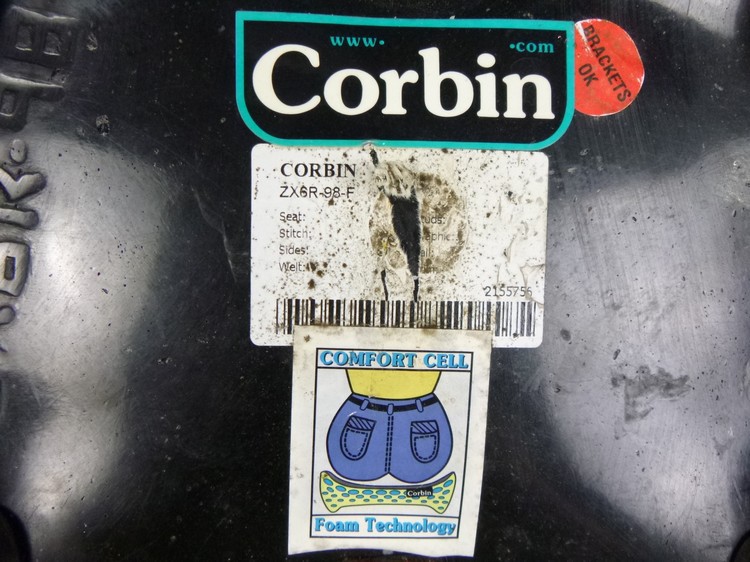 www. .com
Corbin
BRACKETS
OK
CORBIN
ZX6R-98-F
Seat:
Stitch:
Sides:
Welt:
2155756
COMFORT CELL
Corbin
Foam Technology